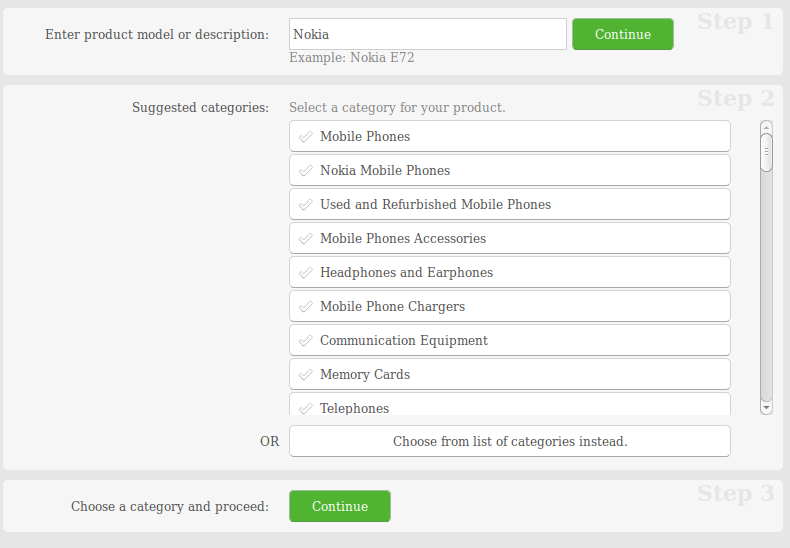 Step 1
Enter product model or description: Nokia Continue
Example: Nokia E72
Step 2
Suggested categories: Select a category for your product.
Mobile Phones
Nokia Mobile Phones
Used and Refurbished Mobile Phones
Mobile Phones Accessories
Headphones and Earphones
Mobile Phone Chargers
Communication Equipment
Memory Cards
Telephones
OR Choose from list of categories instead.
Step 3
Choose a category and proceed: Continue